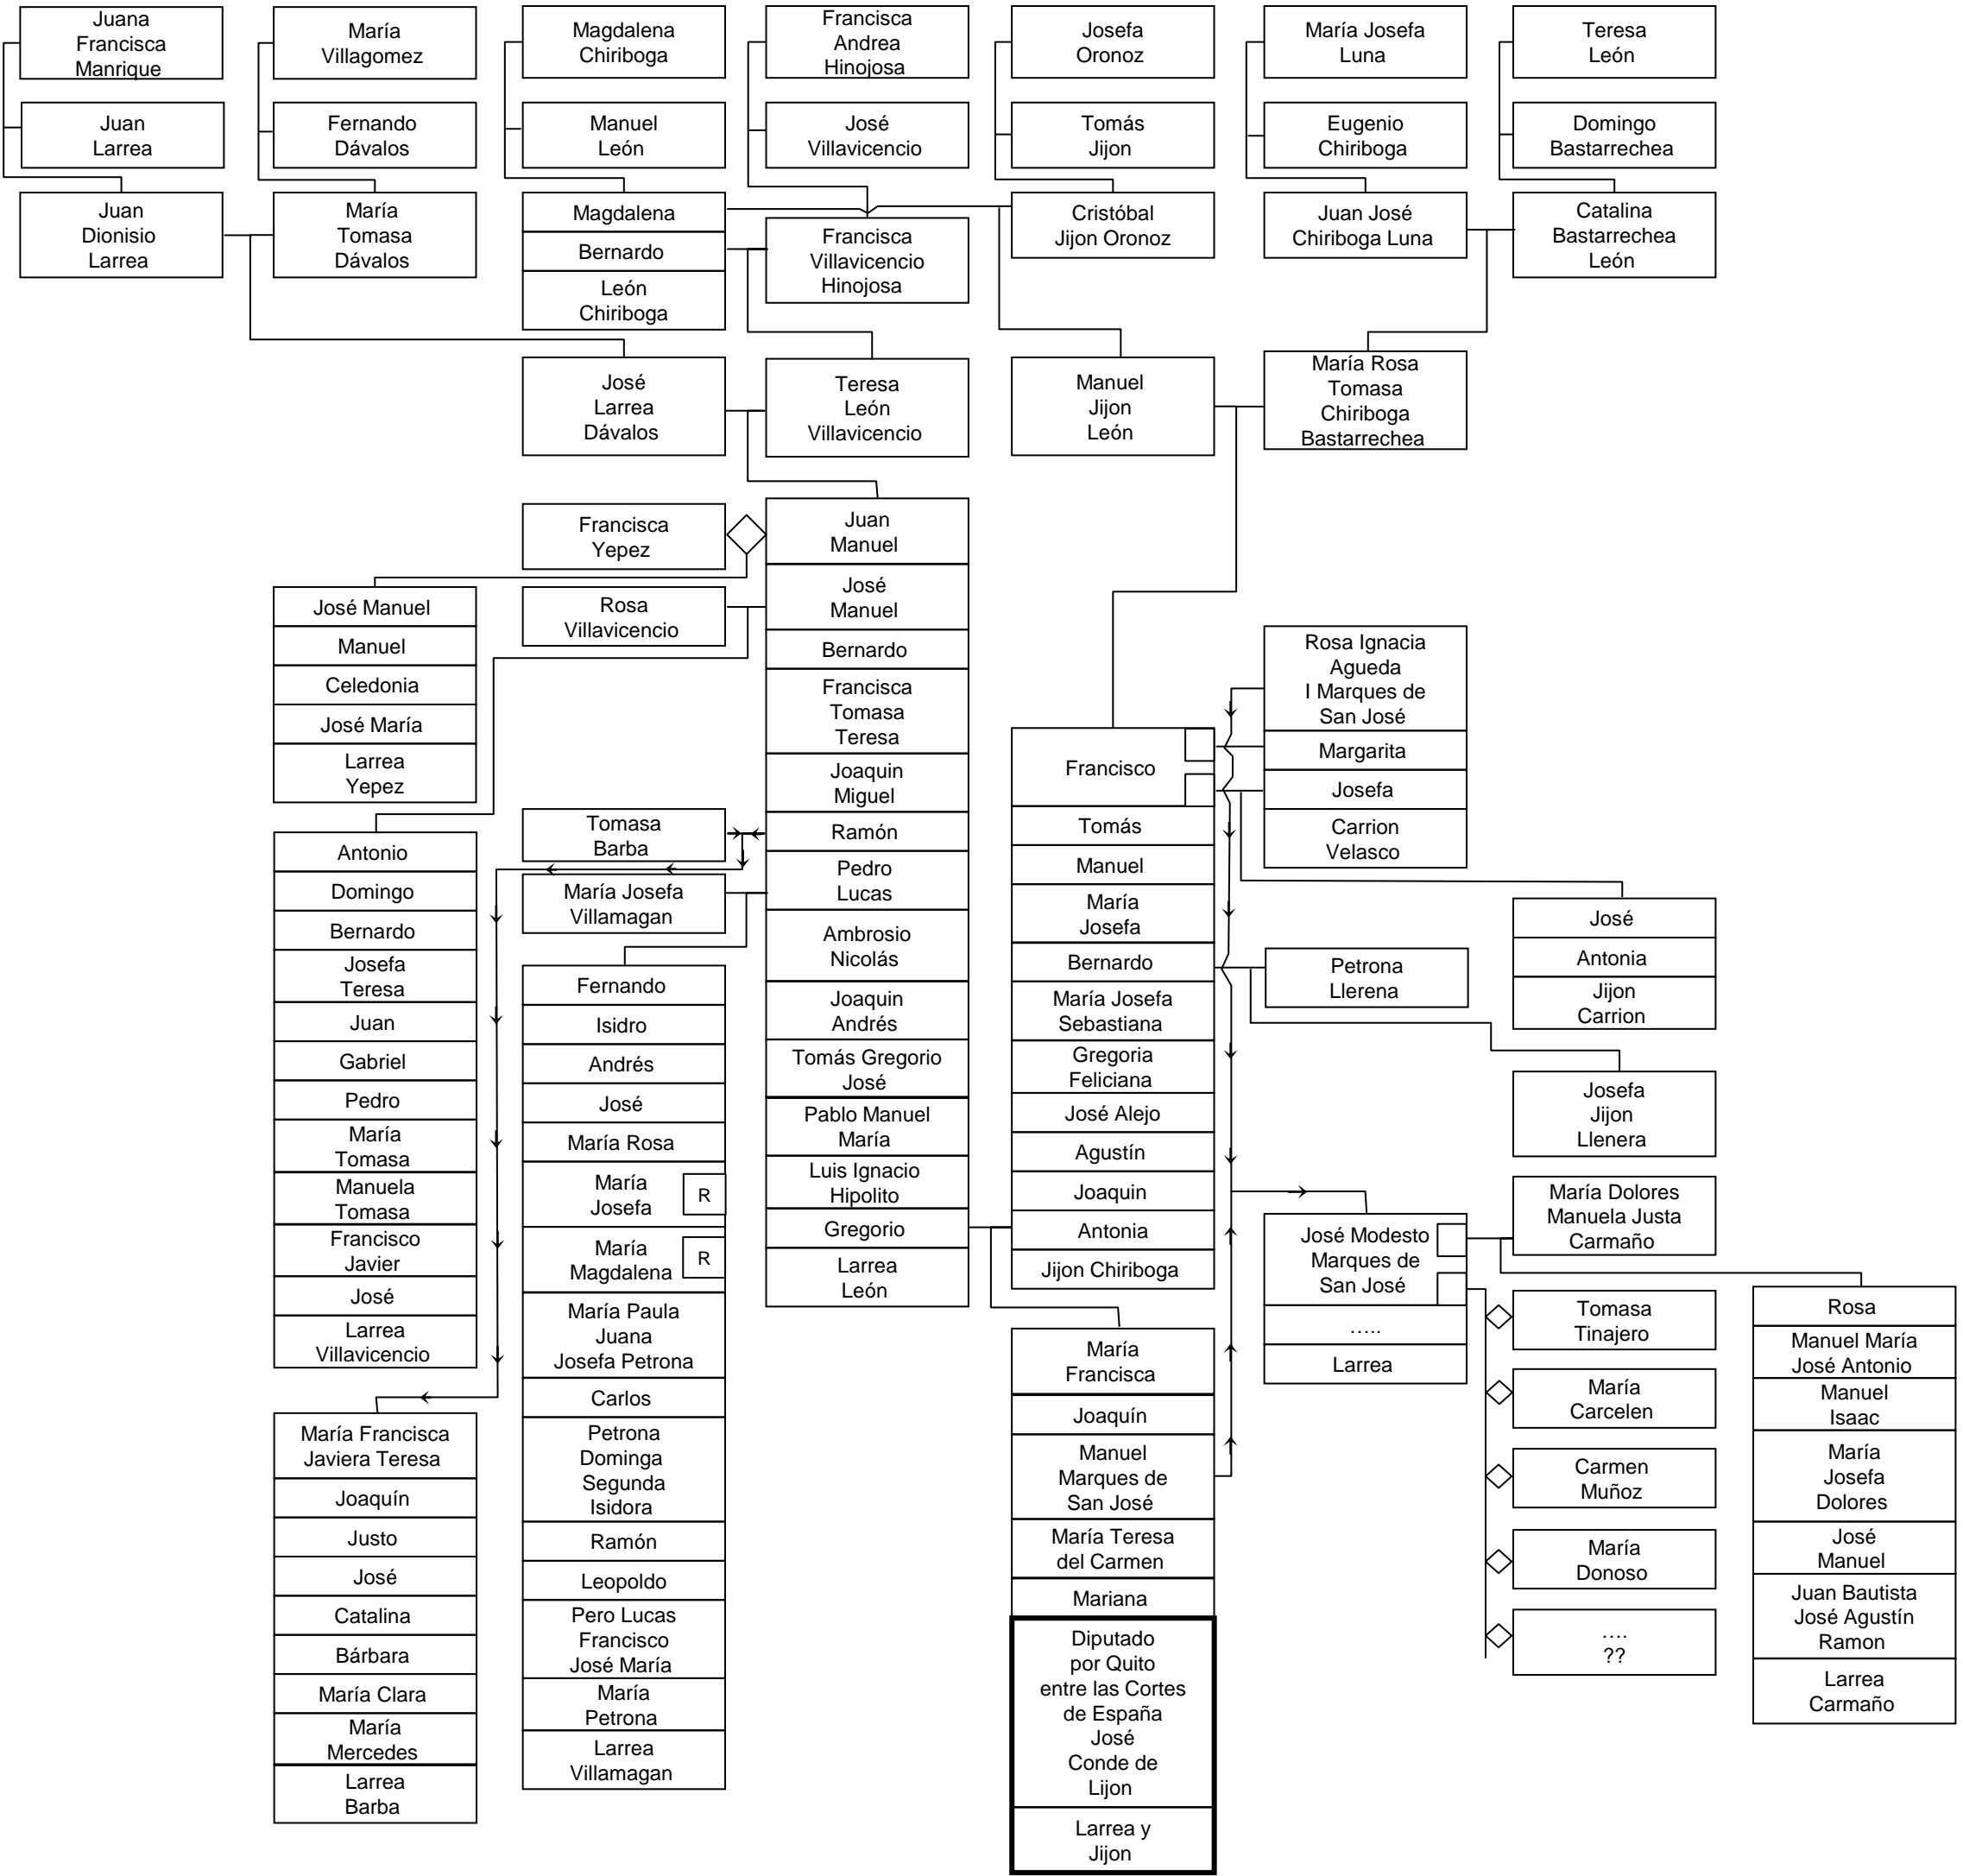 Juana
Francisca
Manrique
María
Villagomez
Magdalena
Chiriboga
Francisca
Andrea
Hinojosa
Josefa
Oronoz
María Josefa
Luna
Teresa
León
Juan
Larrea
Fernando
Dávalos
Manuel
León
José
Villavicencio
Tomás
Jijon
Eugenio
Chiriboga
Domingo
Bastarrechea
Juan
Dionisio
Larrea
María
Tomasa
Dávalos
Magdalena
Bernardo
León
Chiriboga
Francisca
Villavicencio
Hinojosa
Cristóbal
Jijon Oronoz
Juan José
Chiriboga Luna
Catalina
Bastarrechea
León
José
Larrea
Dávalos
Teresa
León
Villavicencio
Manuel
Jijon
León
María Rosa
Tomasa
Chiriboga
Bastarrechea
Francisca
Yepez
Rosa
Villavicencio
Juan
Manuel
José
Manuel
Bernardo
Francisca
Tomasa
Teresa
Joaquin
Miguel
Ramón
Pedro
Lucas
Ambrosio
Nicolás
Joaquin
Andrés
Tomás Gregorio
José
Pablo Manuel
María
Luis Ignacio
Hipolito
Gregorio
Larrea
León
José Manuel
Manuel
Celedonia
José María
Larrea
Yepez
Tomasa
Barba
María Josefa
Villamagan
Antonio
Domingo
Bernardo
Josefa
Teresa
Juan
Gabriel
Pedro
María
Tomasa
Manuela
Tomasa
Francisco
Javier
José
Larrea
Villavicencio
María Francisca
Javiera Teresa
Joaquín
Justo
José
Catalina
Bárbara
María Clara
María
Mercedes
Larrea
Barba
Fernando
Isidro
Andrés
José
María Rosa
María
Josefa
R
María
Magdalena
R
María Paula
Juana
Josefa Petrona
Carlos
Petrona
Dominga
Segunda
Isidora
Ramón
Leopoldo
Pero Lucas
Francisco
José María
María
Petrona
Larrea
Villamagan
Francisco
Tomás
Manuel
María
Josefa
Bernardo
María Josefa
Sebastiana
Gregoria
Feliciana
José Alejo
Agustín
Joaquin
Antonia
Jijon Chiriboga
Rosa Ignacia
Agueda
I Marques de
San José
Margarita
Josefa
Carrion
Velasco
José
Antonia
Jijon
Carrion
Petrona
Llerena
Josefa
Jijon
Llenera
María
Francisca
Joaquín
Manuel
Marques de
San José
María Teresa
del Carmen
Mariana
Diputado
por Quito
entre las Cortes
de España
José
Conde de
Lijon
Larrea y
Jijon
José Modesto
Marques de
San José
.....
Larrea
María Dolores
Manuela Justa
Carmaño
Tomasa
Tinajero
María
Carcelen
Carmen
Muñoz
María
Donoso
....
??
Rosa
Manuel María
José Antonio
Manuel
Isaac
María
Josefa
Dolores
José
Manuel
Juan Bautista
José Agustín
Ramon
Larrea
Carmaño